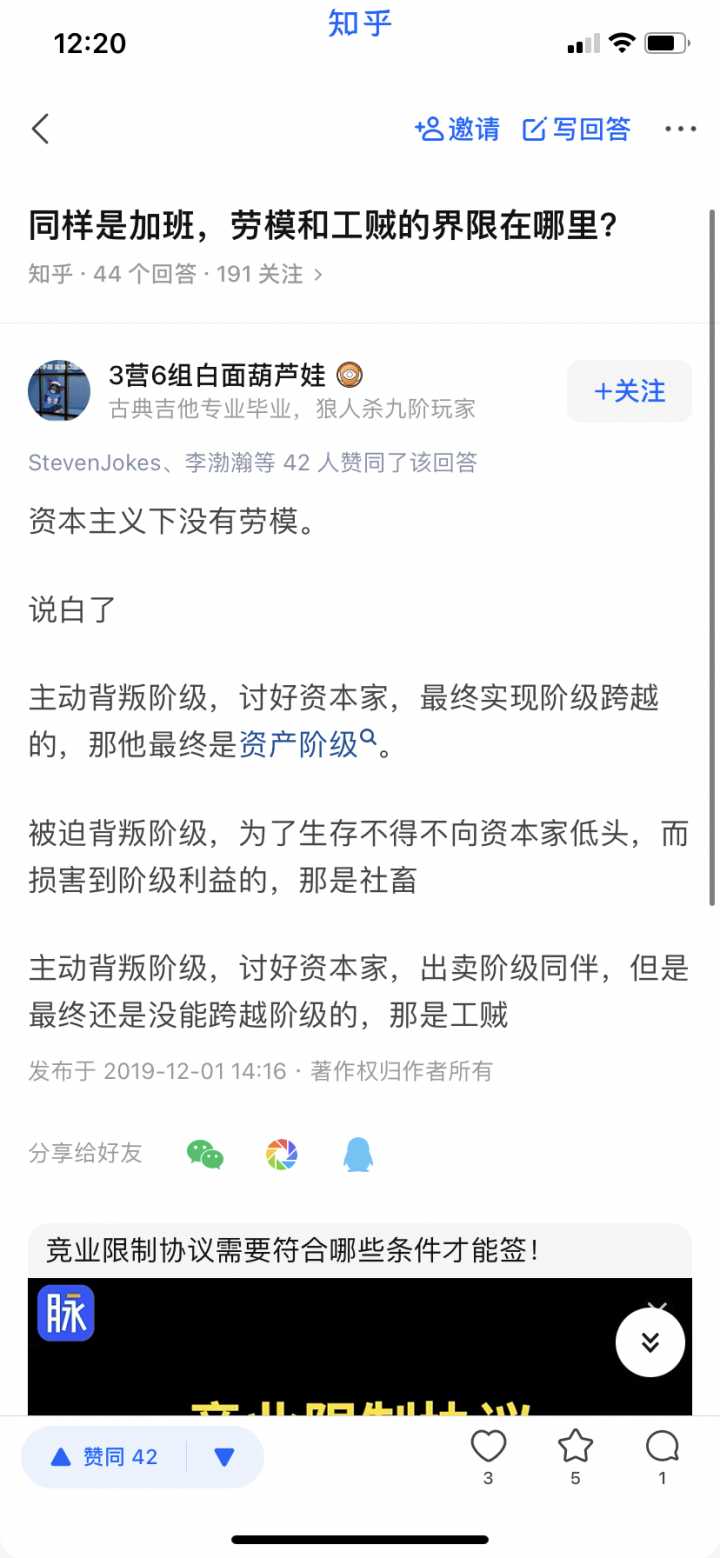 知乎
12:20
邀请 写回答
同样是加班，劳模和工贼的界限在哪里？
知乎 · 44 个回答 · 191 关注 >
3营6组白面葫芦娃
古典吉他专业毕业，狼人杀九阶玩家
+关注
StevenJokes、李渤瀚等 42 人赞同了该回答
资本主义下没有劳模。
说白了
主动背叛阶级，讨好资本家，最终实现阶级跨越
的，那他最终是资产阶级。
被迫背叛阶级，为了生存不得不向资本家低头，而
损害到阶级利益的，那是社畜
主动背叛阶级，讨好资本家，出卖阶级同伴，但是
最终还是没能跨越阶级的，那是工贼
发布于 2019-12-01 14:16 · 著作权归作者所有
分享给好友
竞业限制协议需要符合哪些条件才能签！
脉
竞业限制协议
赞同 42
3
5
1